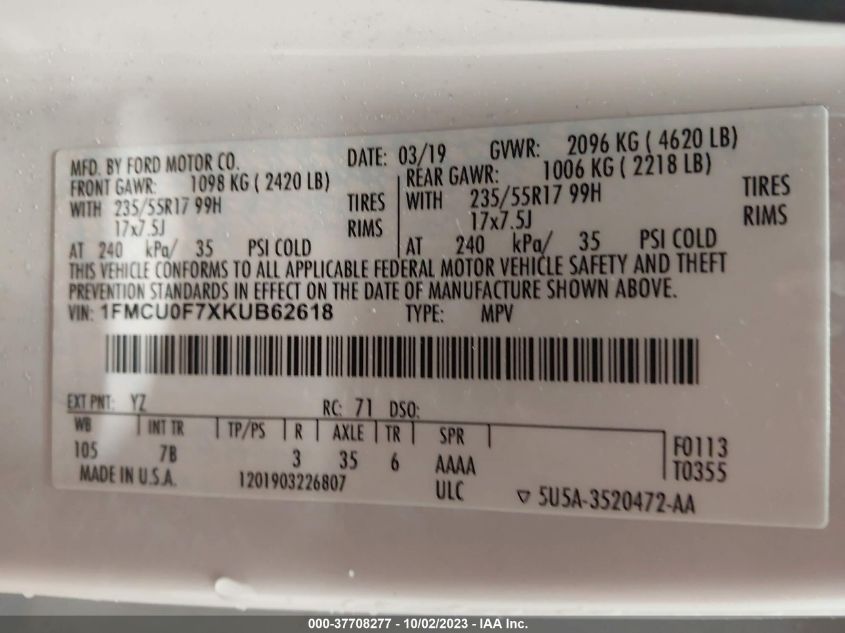 MFD. BY FORD MOTOR CO. DATE: 03/19 GVWR: 2096 KG ( 4620 LB)
FRONT GAWR: 1098 KG ( 2420 LB) REAR GAWR: 1006 KG ( 2218 LB)
WITH 235/55R17 99H TIRES WITH 235/55R17 99H TIRES
17x7.5J RIMS 17x7.5J RIMS
AT 240 kPa/ 35 PSI COLD AT 240 kPa/ 35 PSI COLD
THIS VEHICLE CONFORMS TO ALL APPLICABLE FEDERAL MOTOR VEHICLE SAFETY AND THEFT
PREVENTION STANDARDS IN EFFECT ON THE DATE OF MANUFACTURE SHOWN ABOVE.
VIN: 1FMCU0F7XKUB62618 TYPE: MPV
EXT PNT: YZ RC: 71 DSO:
WB INT TR TP/PS R AXLE TR SPR F0113
105 7B 3 35 6 AAAA T0355
MADE IN U.S.A. 1201903226807 ULC ▽ 5U5A-3520472-AA
000-37708277 - 10/02/2023 - IAA Inc.